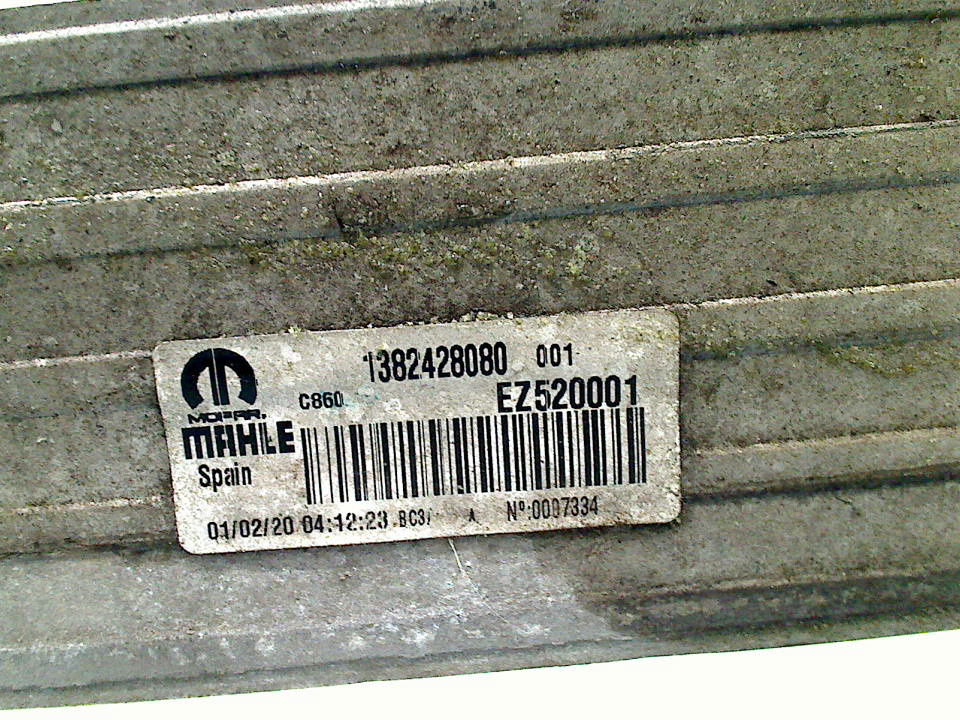 1382428080 001
C860 EZ520001
MOPAR
MAHLE
Spain
01/02/20 04:12:23 BC3/ A Nº:0007334